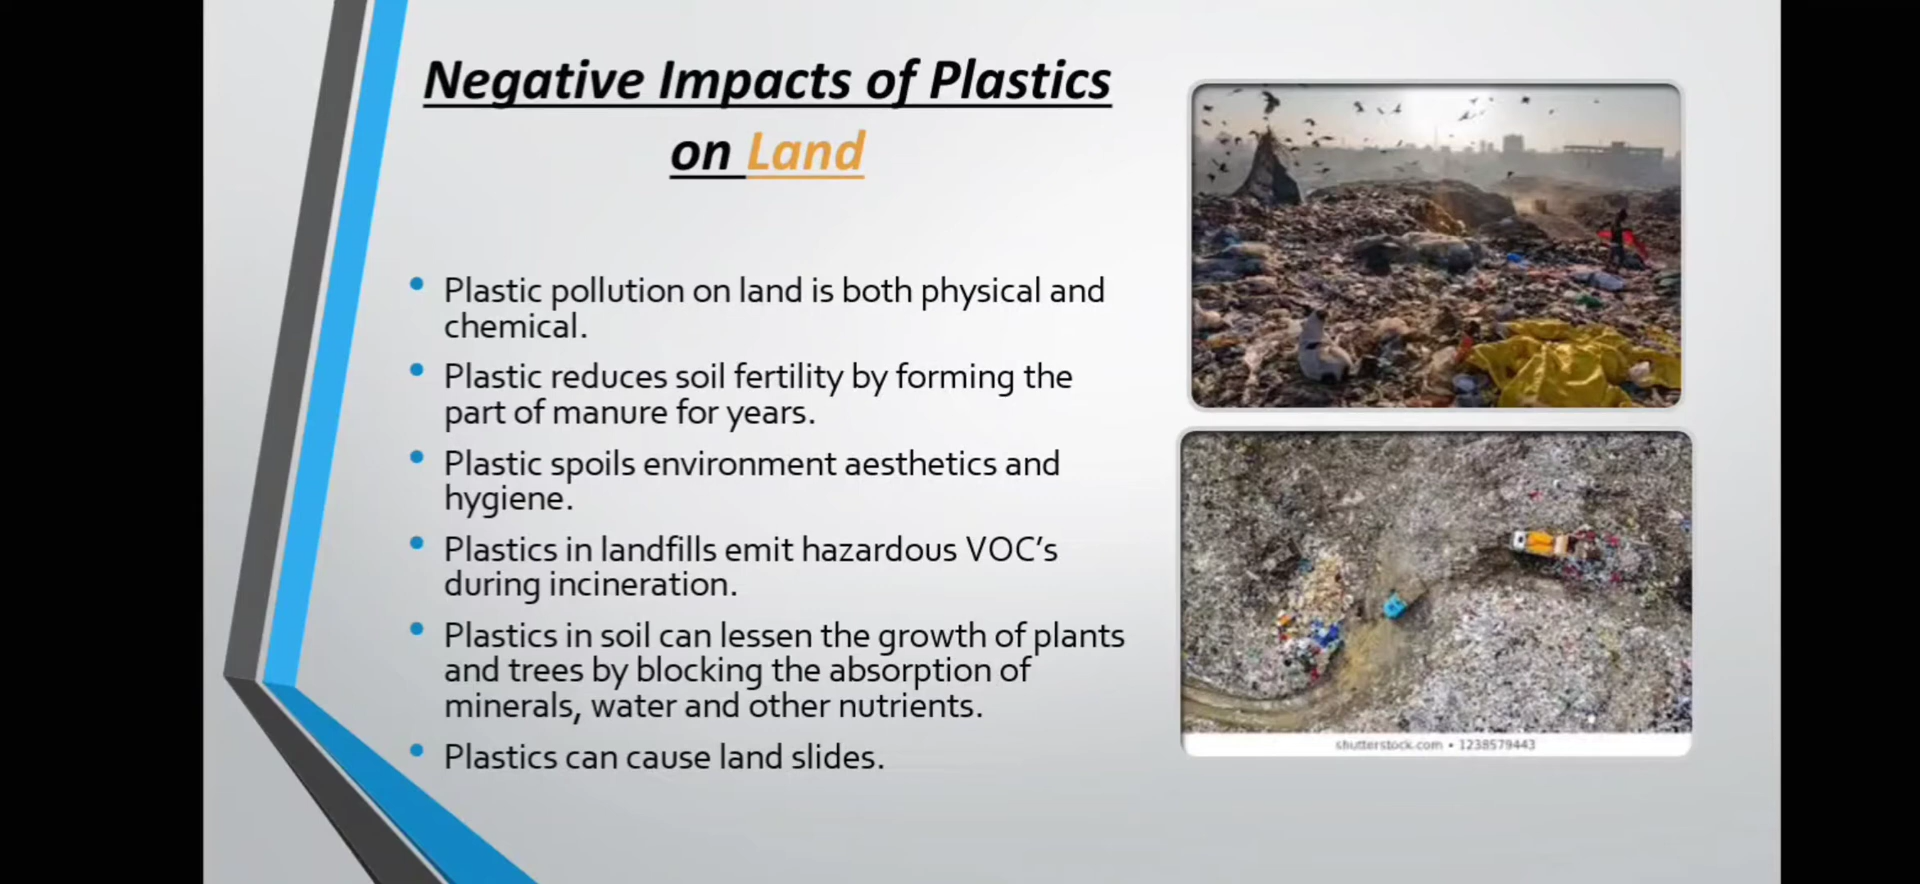 Negative Impacts of Plastics
on Land
Plastic pollution on land is both physical and
chemical.
Plastic reduces soil fertility by forming the
part of manure for years.
Plastic spoils environment aesthetics and
hygiene.
Plastics in landfills emit hazardous VOC’s
during incineration.
Plastics in soil can lessen the growth of plants
and trees by blocking the absorption of
minerals, water and other nutrients.
Plastics can cause land slides.
shutterstock.com • 1238579443